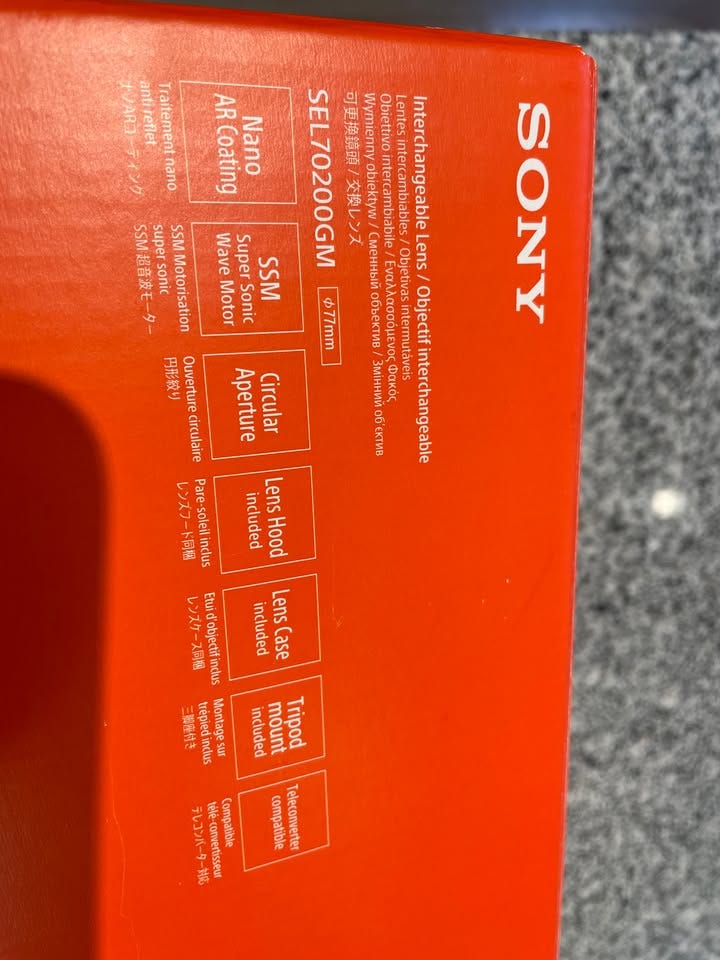 SONY
Interchangeable Lens / Objectif interchangeable
Lentes intercambiables / Objetivas intermutáveis
Obiettivo intercambiabile / Εναλλασσόμενος Φακός
Wymienny obiektyw / Сменный объектив / Змінний об'єктив
可更換鏡頭 / 交換レンズ
SEL70200GM
ϕ77mm
Nano
AR Coating
Traitement nano
anti reflet
ナノARコーティング
SSM
Super Sonic
Wave Motor
SSM Motorisation
super sonic
SSM 超音波モーター
Circular
Aperture
Ouverture circulaire
円形絞り
Lens Hood
included
Pare-soleil inclus
レンズフード同梱
Lens Case
included
Etui d'objectif inclus
レンズケース同梱
Tripod
mount
included
Montage sur
trépied inclus
三脚座付き
Teleconverter
compatible
Compatible
télé-convertisseur
テレコンバーター対応